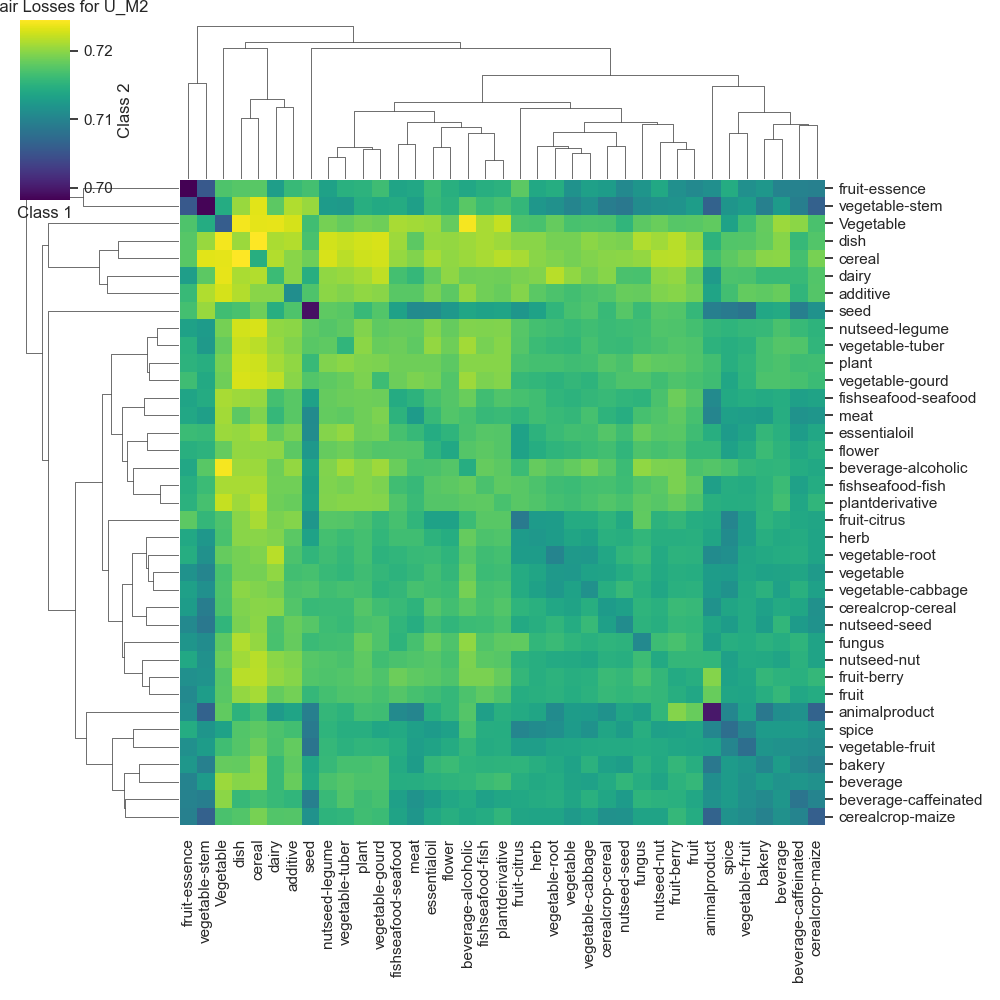 air Losses for U_M2
0.72
0.71
0.70
Class 2
Class 1
fruit-essence
vegetable-stem
Vegetable
dish
cereal
dairy
additive
seed
nutseed-legume
vegetable-tuber
plant
vegetable-gourd
fishseafood-seafood
meat
essentialoil
flower
beverage-alcoholic
fishseafood-fish
plantderivative
fruit-citrus
herb
vegetable-root
vegetable
vegetable-cabbage
cerealcrop-cereal
nutseed-seed
fungus
nutseed-nut
fruit-berry
fruit
animalproduct
spice
vegetable-fruit
bakery
beverage
beverage-caffeinated
cerealcrop-maize
fruit-essence
vegetable-stem
Vegetable
dish
cereal
dairy
additive
seed
nutseed-legume
vegetable-tuber
plant
vegetable-gourd
fishseafood-seafood
meat
essentialoil
flower
beverage-alcoholic
fishseafood-fish
plantderivative
fruit-citrus
herb
vegetable-root
vegetable
vegetable-cabbage
cerealcrop-cereal
nutseed-seed
fungus
nutseed-nut
fruit-berry
fruit
animalproduct
spice
vegetable-fruit
bakery
beverage
beverage-caffeinated
cerealcrop-maize